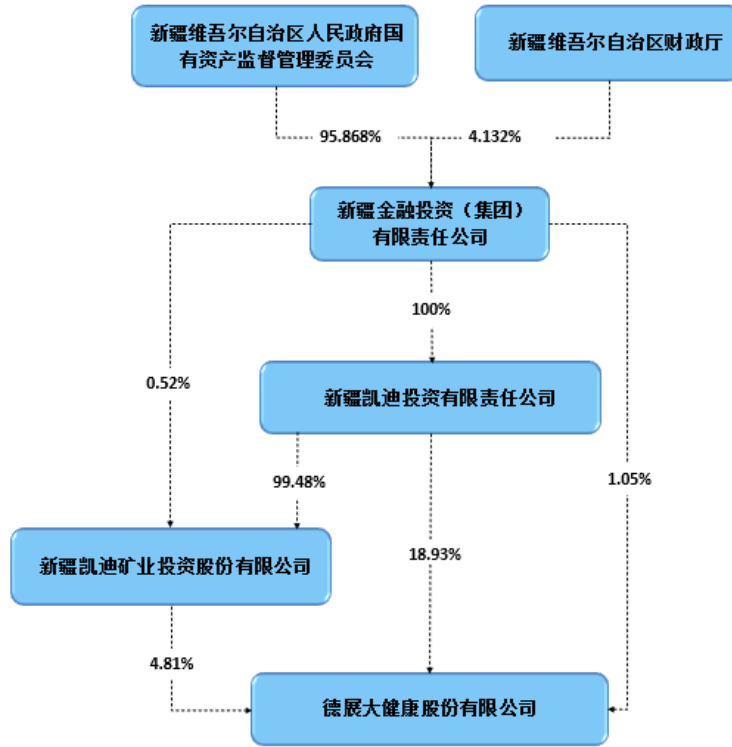 新疆维吾尔自治区人民政府国
有资产监督管理委员会
新疆维吾尔自治区财政厅
95.868%
4.132%
新疆金融投资（集团）
有限责任公司
100%
0.52%
新疆凯迪投资有限责任公司
99.48%
1.05%
18.93%
新疆凯迪矿业投资股份有限公司
4.81%
德展大健康股份有限公司